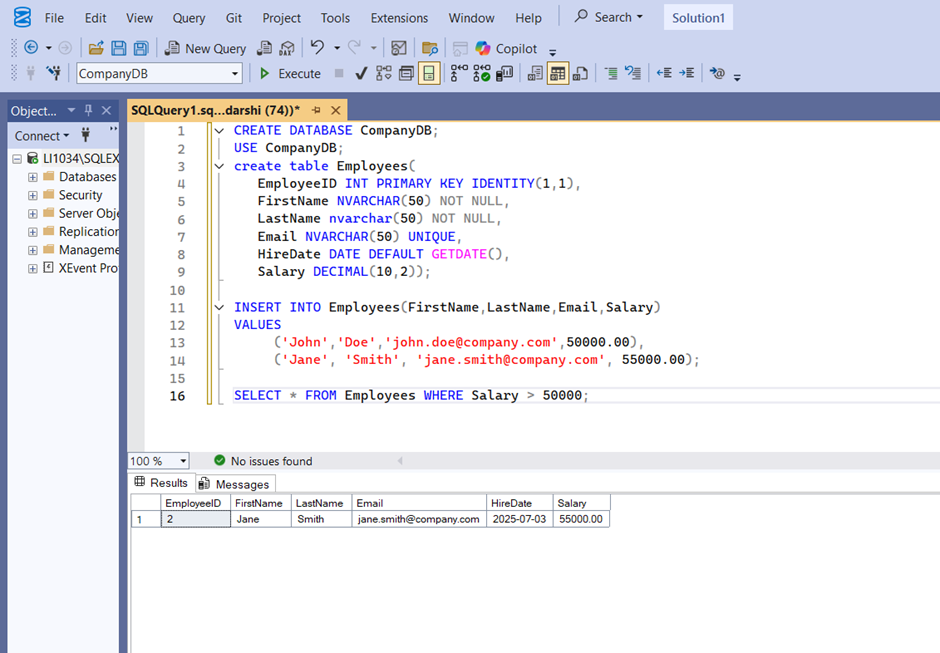 File Edit View Query Git Project Tools Extensions Window Help Search Solution1
New Query DAX Copilot
CompanyDB Execute
Object...
SQLQuery1.sq...darshi (74))*
Connect
LI1034\SQLEX
Databases
Security
Server Obje
Replication
Manageme
XEvent Pro
1 CREATE DATABASE CompanyDB;
2 USE CompanyDB;
3 create table Employees(
4 EmployeeID INT PRIMARY KEY IDENTITY(1,1),
5 FirstName NVARCHAR(50) NOT NULL,
6 LastName nvarchar(50) NOT NULL,
7 Email NVARCHAR(50) UNIQUE,
8 HireDate DATE DEFAULT GETDATE(),
9 Salary DECIMAL(10,2));
10
11 INSERT INTO Employees(FirstName,LastName,Email,Salary)
12 VALUES
13 ('John','Doe','john.doe@company.com',50000.00),
14 ('Jane', 'Smith', 'jane.smith@company.com', 55000.00);
15
16 SELECT * FROM Employees WHERE Salary > 50000;
100 % No issues found
Results Messages
EmployeeID FirstName LastName Email HireDate Salary
1 2 Jane Smith jane.smith@company.com 2025-07-03 55000.00